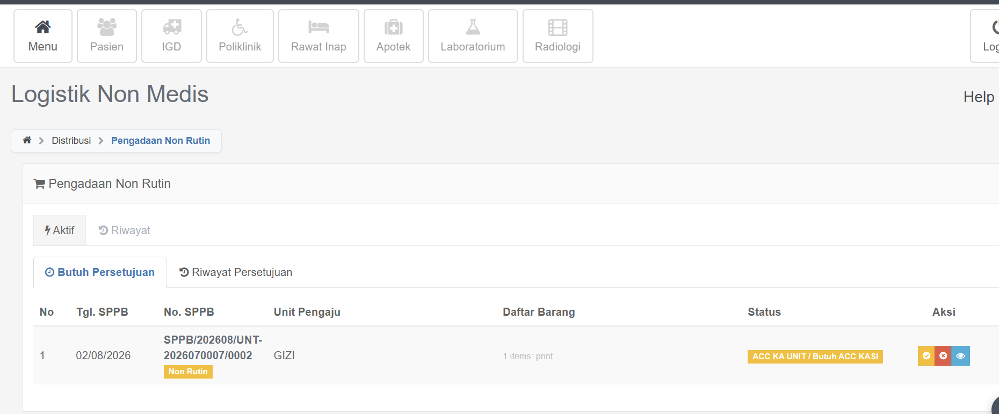 Menu
Pasien
IGD
Poliklinik
Rawat Inap
Apotek
Laboratorium
Radiologi
Logistik Non Medis
Help
Distribusi
Pengadaan Non Rutin
Pengadaan Non Rutin
Aktif
Riwayat
Butuh Persetujuan
Riwayat Persetujuan
No Tgl. SPPB No. SPPB Unit Pengaju Daftar Barang Status Aksi
SPPB/202608/UNT-
1 02/08/2026 2026070007/0002 GIZI 1 items: print ACC KA UNIT / Butuh ACC KASI
Non Rutin